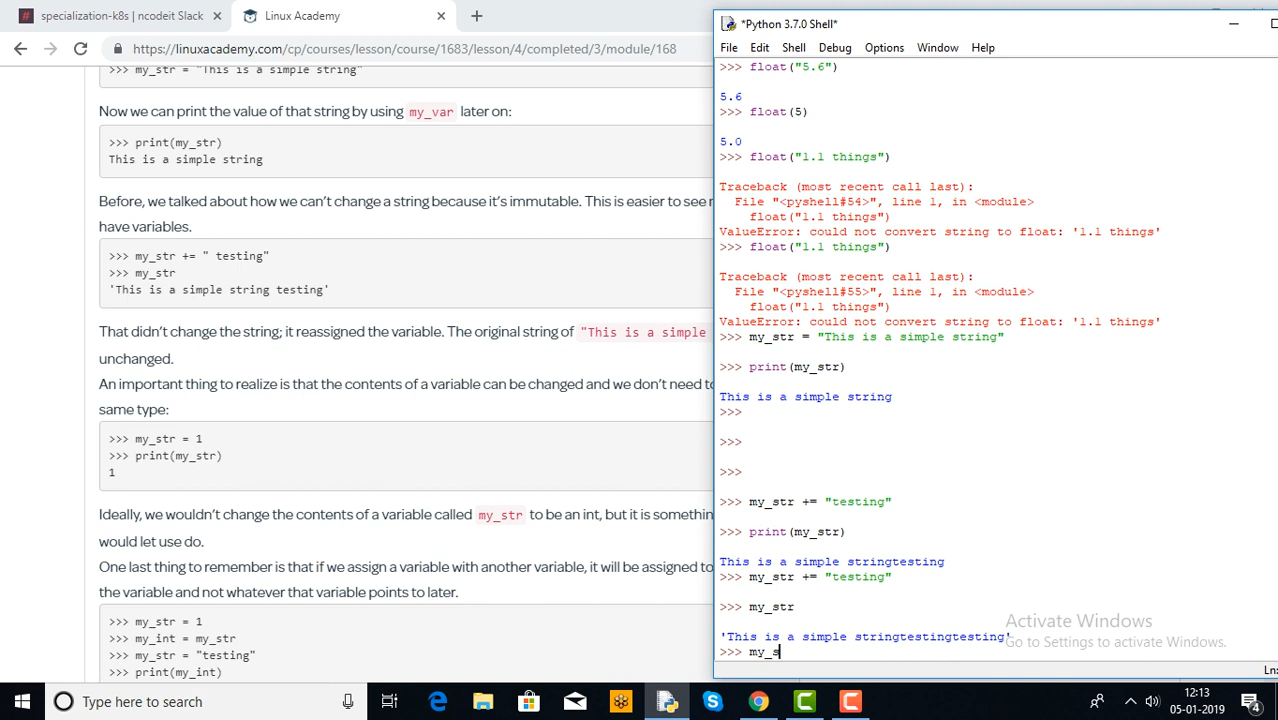 specialization-k8s | ncodeit Slack
Linux Academy
https://linuxacademy.com/cp/courses/lesson/course/1683/lesson/4/completed/3/module/168
>>> my_str = "This is a simple string"
Now we can print the value of that string by using my_var later on:
>>> print(my_str)
This is a simple string
Before, we talked about how we can't change a string because it's immutable. This is easier to see
have variables.
>>> my_str += " testing"
>>> my_str
'This is a simple string testing'
That didn't change the string; it reassigned the variable. The original string of "This is a simple
unchanged.
An important thing to realize is that the contents of a variable can be changed and we don't need to
same type:
>>> my_str = 1
>>> print(my_str)
1
Ideally, we wouldn't change the contents of a variable called my_str to be an int, but it is something
would let use do.
One last thing to remember is that if we assign a variable with another variable, it will be assigned to
the variable and not whatever that variable points to later.
>>> my_str = 1
>>> my_int = my_str
>>> my_str = "testing"
>>> print(my_int)
*Python 3.7.0 Shell*
File Edit Shell Debug Options Window Help
>>> float("5.6")
5.6
>>> float(5)
5.0
>>> float("1.1 things")
Traceback (most recent call last):
File "<pyshell#54>", line 1, in <module>
float("1.1 things")
ValueError: could not convert string to float: '1.1 things'
>>> float("1.1 things")
Traceback (most recent call last):
File "<pyshell#55>", line 1, in <module>
float("1.1 things")
ValueError: could not convert string to float: '1.1 things'
>>> my_str = "This is a simple string"
>>> print(my_str)
This is a simple string
>>>
>>>
>>>
>>> my_str += "testing"
>>> print(my_str)
This is a simple stringtesting
>>> my_str += "testing"
>>> my_str
'This is a simple stringtestingtesting'
>>> my_s
Activate Windows
Go to Settings to activate Windows.
Ln:
Type here to search
12:13
05-01-2019
4